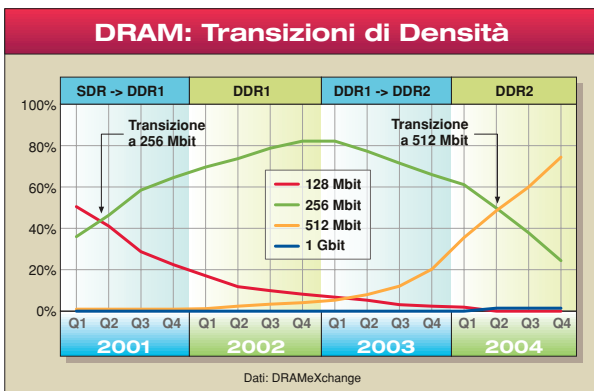 DRAM: Transizioni di Densità
SDR -> DDR1 DDR1 DDR1 -> DDR2 DDR2
100%
80%
60%
40%
20%
0%
Transizione
a 256 Mbit
Transizione
a 512 Mbit
128 Mbit
256 Mbit
512 Mbit
1 Gbit
Q1 Q2 Q3 Q4 Q1 Q2 Q3 Q4 Q1 Q2 Q3 Q4 Q1 Q2 Q3 Q4
2001 2002 2003 2004
Dati: DRAMeXchange